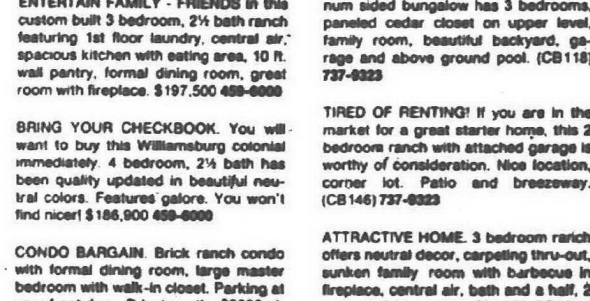 ENTERTAIN FAMILY - FRIENDS in this
custom built 3 bedroom, 2½ bath ranch
featuring 1st floor laundry, central air,
spacious kitchen with eating area, 10 ft.
wall pantry, formal dining room, great
room with fireplace. $197,500 459-6000
BRING YOUR CHECKBOOK. You will
want to buy this Williamsburg colonial
immediately. 4 bedroom, 2½ bath has
been quality updated in beautiful neu-
tral colors. Features galore. You won't
find nicer! $186,900 459-6000
CONDO BARGAIN. Brick ranch condo
with formal dining room, large master
bedroom with walk-in closet. Parking at
num sided bungalow has 3 bedrooms,
paneled cedar closet on upper level,
family room, beautiful backyard, ga-
rage and above ground pool. (CB118)
737-9323
TIRED OF RENTING! If you are in the
market for a great starter home, this 2
bedroom ranch with attached garage is
worthy of consideration. Nice location,
corner lot. Patio and breezeway.
(CB146) 737-9323
ATTRACTIVE HOME. 3 bedroom ranch
offers neutral decor, carpeting thru-out,
sunken family room with barbecue in
fireplace, central air, bath and a half, 2